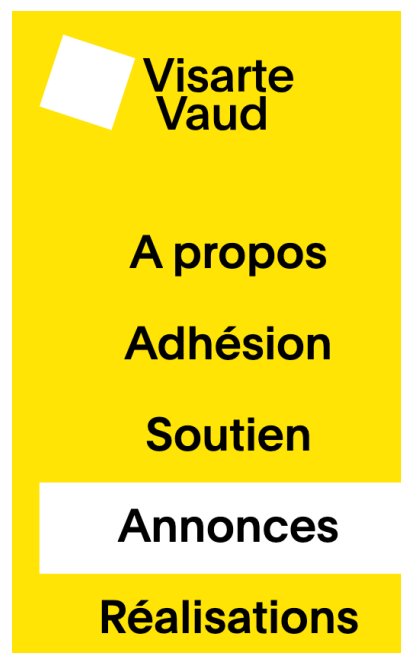 Visarte
Vaud
A propos
Adhésion
Soutien
Annonces
Réalisations